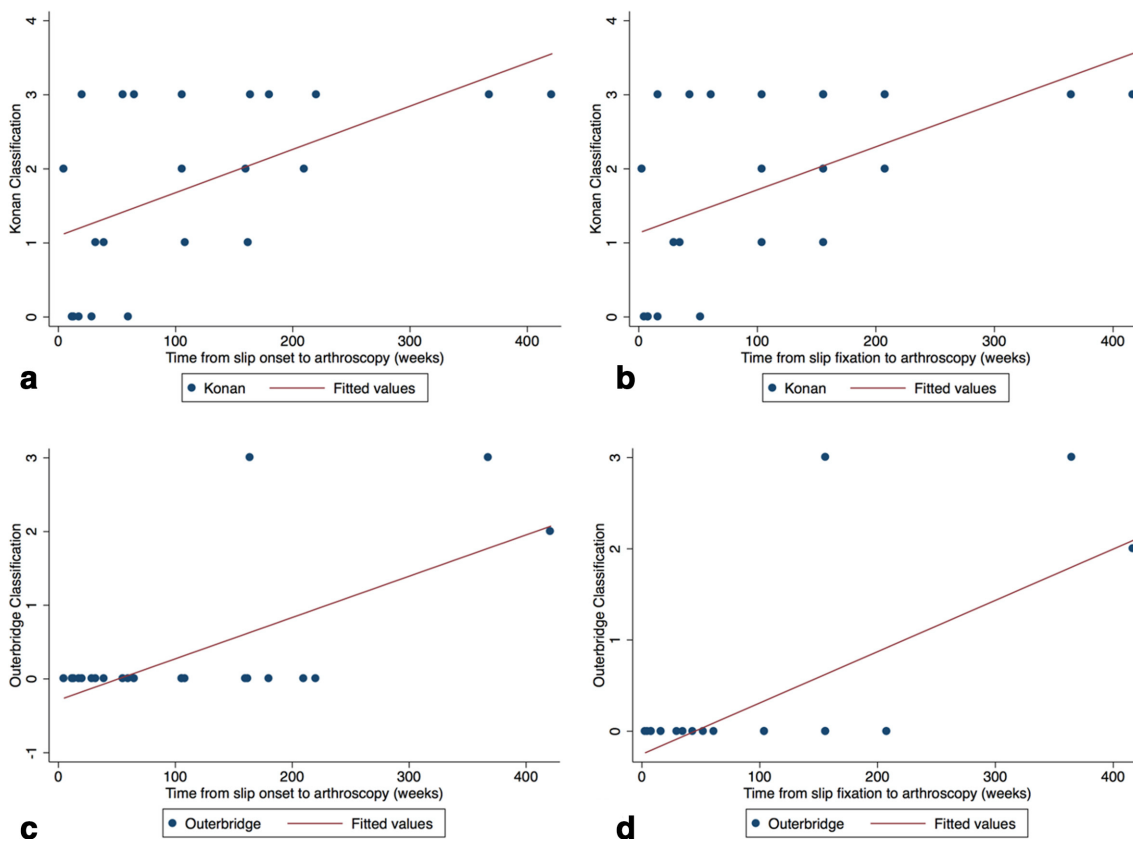 4
3
2
1
0
Konan Classification
0 100 200 300 400
Time from slip onset to arthroscopy (weeks)
a
Konan Fitted values
4
3
2
1
0
Konan Classification
0 100 200 300 400
Time from slip fixation to arthroscopy (weeks)
b
Konan Fitted values
3
2
1
0
-1
Outerbridge Classification
0 100 200 300 400
Time from slip onset to arthroscopy (weeks)
c
Outerbridge Fitted values
3
2
1
0
Outerbridge Classification
0 100 200 300 400
Time from slip fixation to arthroscopy (weeks)
d
Outerbridge Fitted values